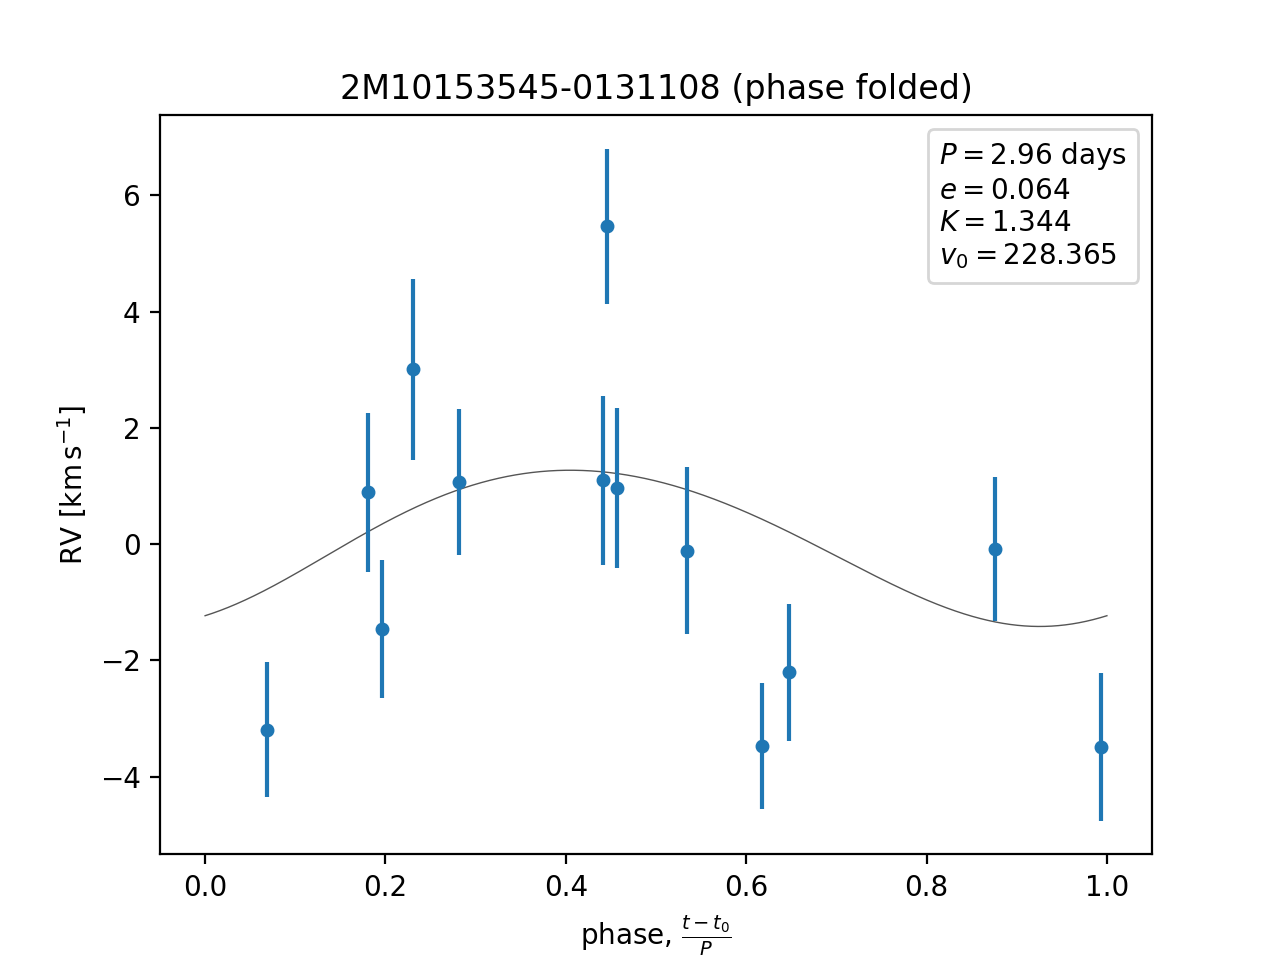 2M10153545-0131108 (phase folded)
P = 2.96 days
e = 0.064
K = 1.344
v₀ = 228.365
RV [km s⁻¹]
6
4
2
0
−2
−4
0.0 0.2 0.4 0.6 0.8 1.0
phase, (t − t₀)/P